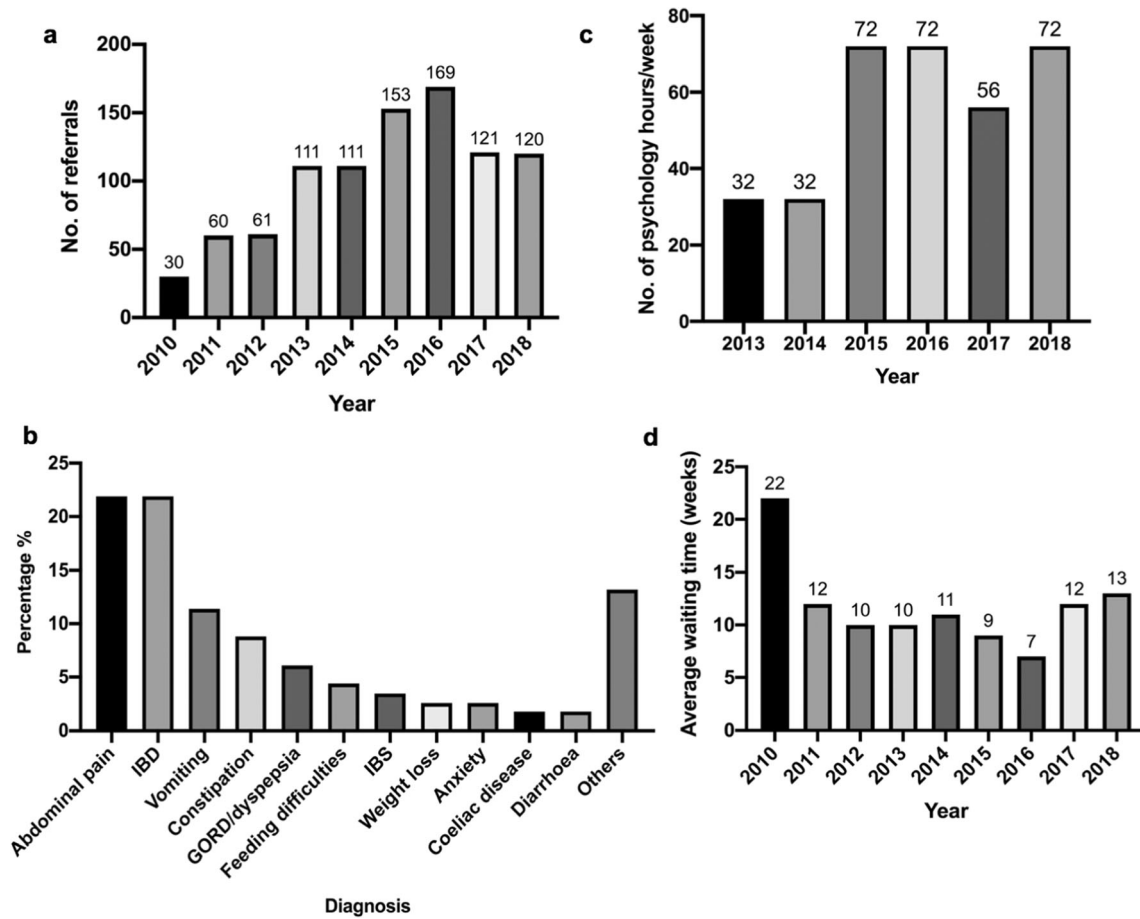 a
No. of referrals
200
150
100
50
0
30
60
61
111
111
153
169
121
120
2010
2011
2012
2013
2014
2015
2016
2017
2018
Year
c
No. of psychology hours/week
80
60
40
20
0
32
32
72
72
56
72
2013
2014
2015
2016
2017
2018
Year
b
Percentage %
25
20
15
10
5
0
Abdominal pain
IBD
Vomiting
Constipation
GORD/dyspepsia
Feeding difficulties
IBS
Weight loss
Anxiety
Coeliac disease
Diarrhoea
Others
Diagnosis
d
Average waiting time (weeks)
25
20
15
10
5
0
22
12
10
10
11
9
7
12
13
2010
2011
2012
2013
2014
2015
2016
2017
2018
Year